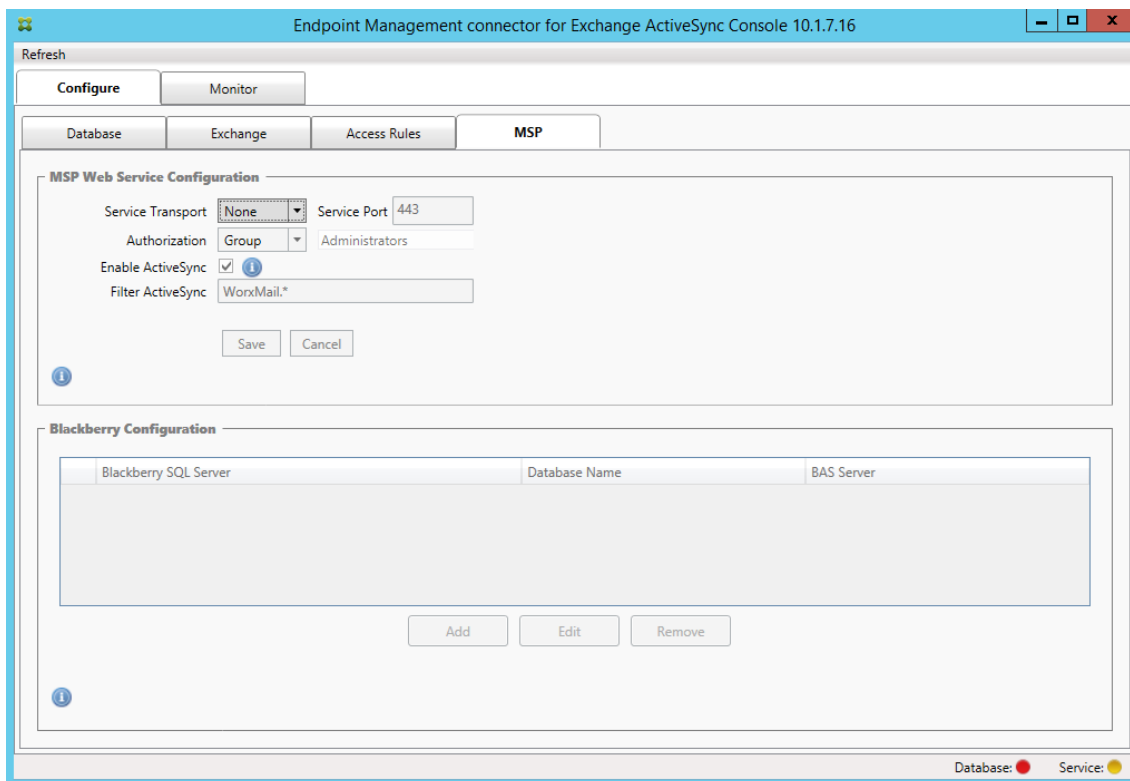 Endpoint Management connector for Exchange ActiveSync Console 10.1.7.16
Refresh
Configure Monitor
Database Exchange Access Rules MSP
MSP Web Service Configuration
Service Transport None Service Port 443
Authorization Group Administrators
Enable ActiveSync
Filter ActiveSync WorxMail.*
Save Cancel
Blackberry Configuration
Blackberry SQL Server Database Name BAS Server
Add Edit Remove
Database: Service: